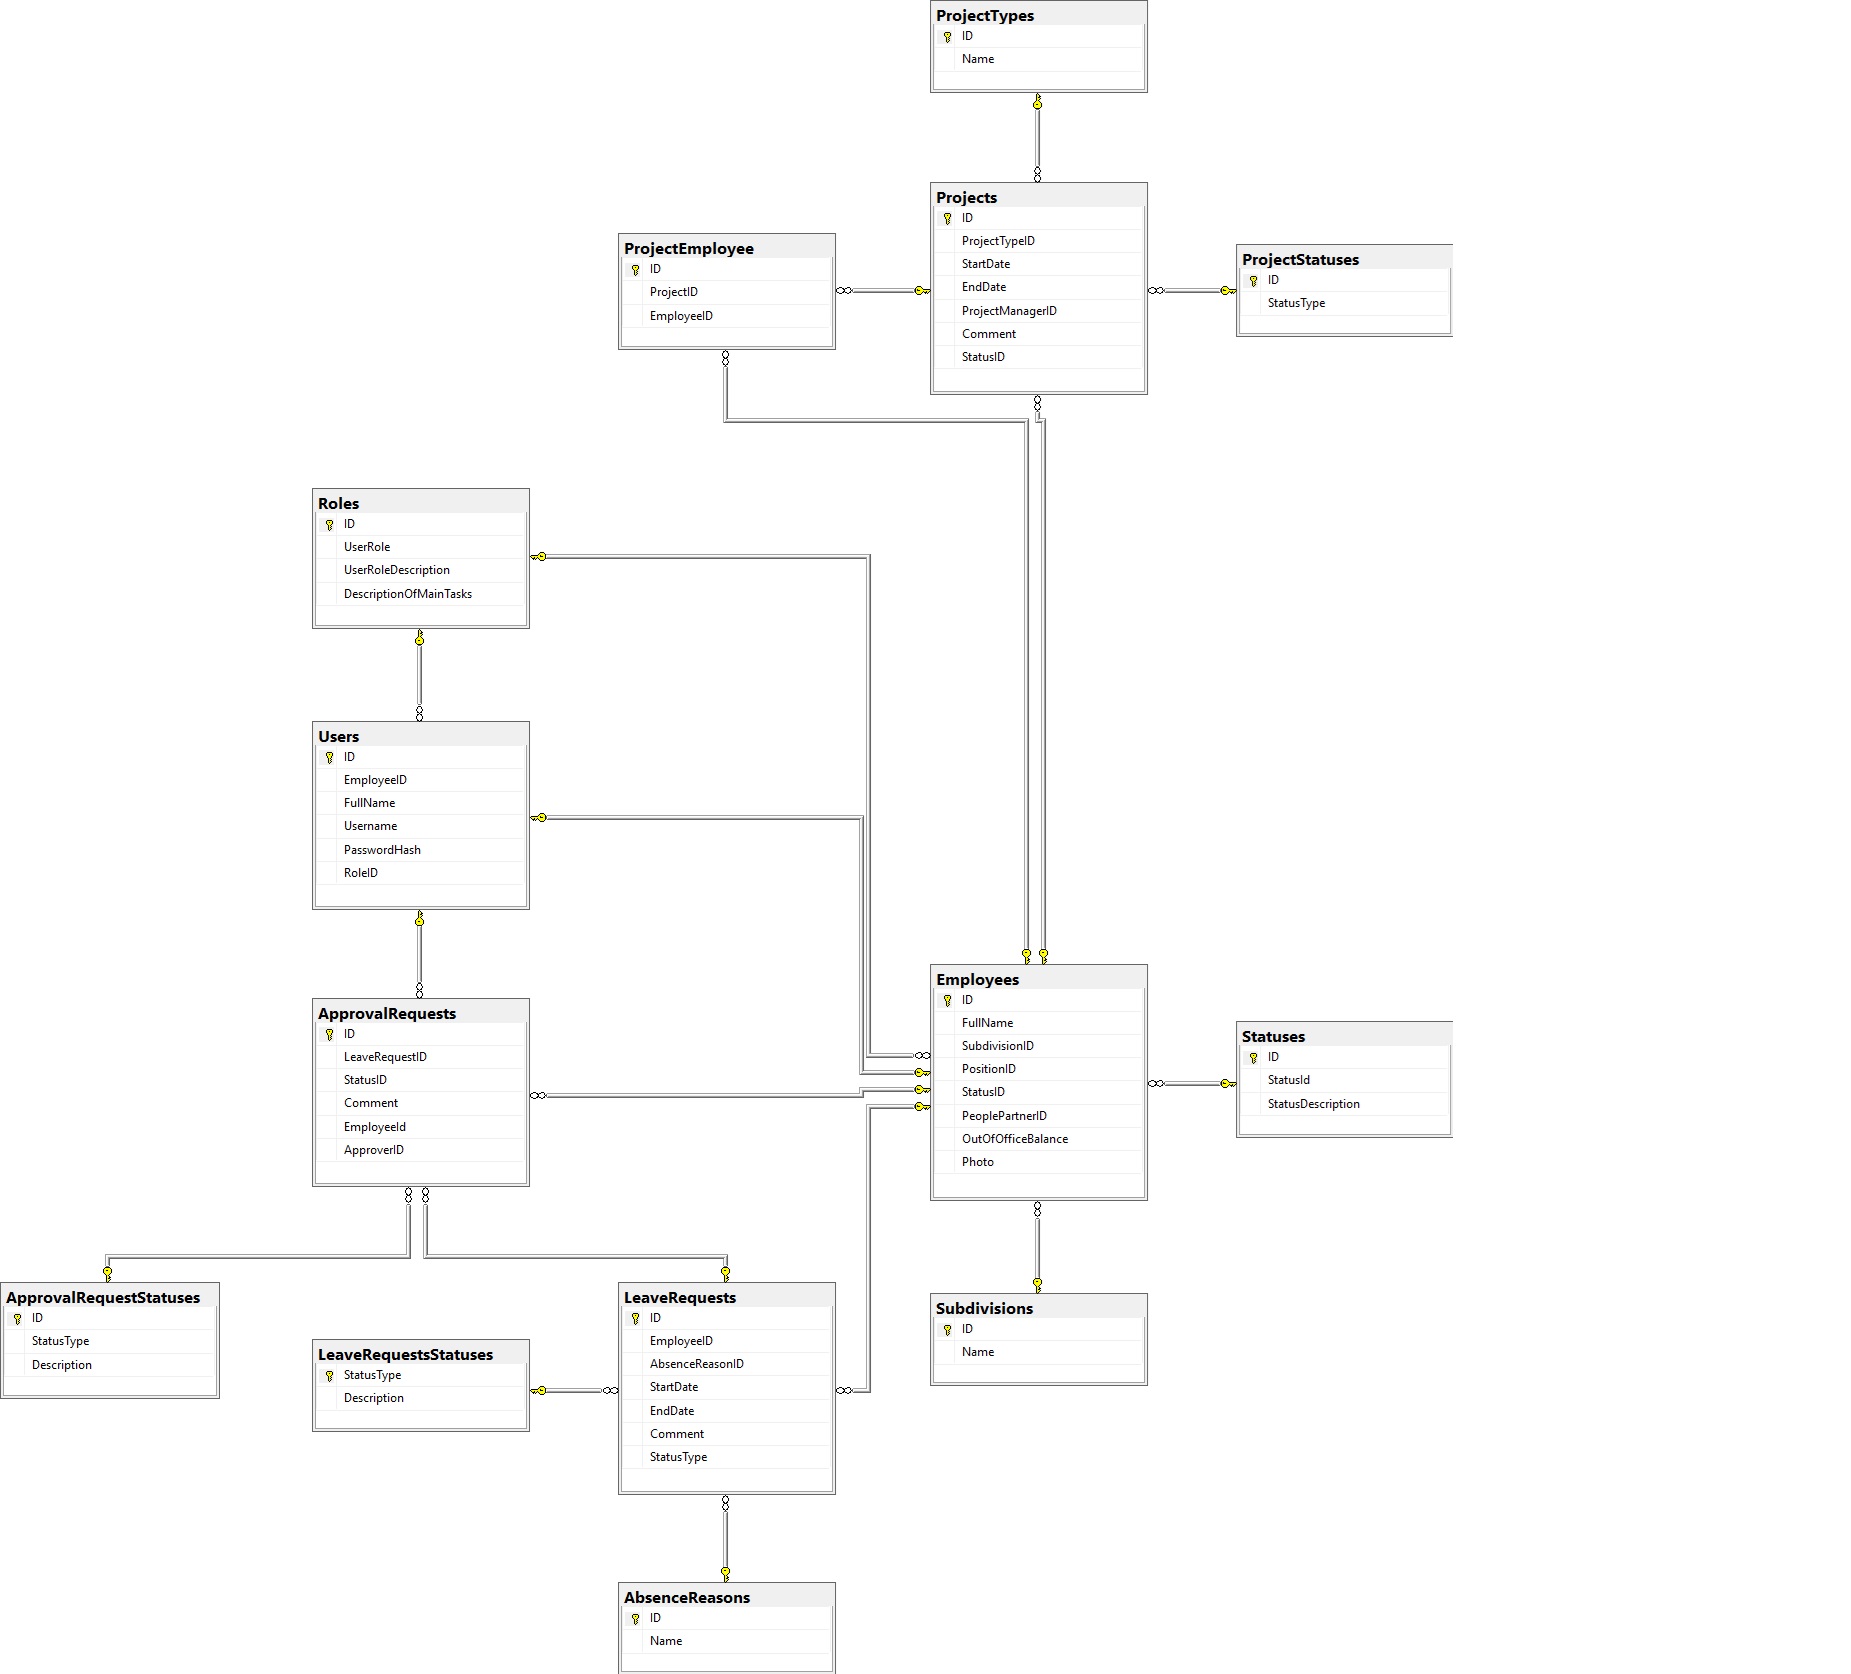 ProjectTypes
ID
Name
Projects
ID
ProjectTypeID
StartDate
EndDate
ProjectManagerID
Comment
StatusID
ProjectEmployee
ID
ProjectID
EmployeeID
ProjectStatuses
ID
StatusType
Roles
ID
UserRole
UserRoleDescription
DescriptionOfMainTasks
Users
ID
EmployeeID
FullName
Username
PasswordHash
RoleID
ApprovalRequests
ID
LeaveRequestID
StatusID
Comment
EmployeeId
ApproverID
Employees
ID
FullName
SubdivisionID
PositionID
StatusID
PeoplePartnerID
OutOfOfficeBalance
Photo
Statuses
ID
StatusId
StatusDescription
ApprovalRequestStatuses
ID
StatusType
Description
LeaveRequestsStatuses
StatusType
Description
LeaveRequests
ID
EmployeeID
AbsenceReasonID
StartDate
EndDate
Comment
StatusType
Subdivisions
ID
Name
AbsenceReasons
ID
Name